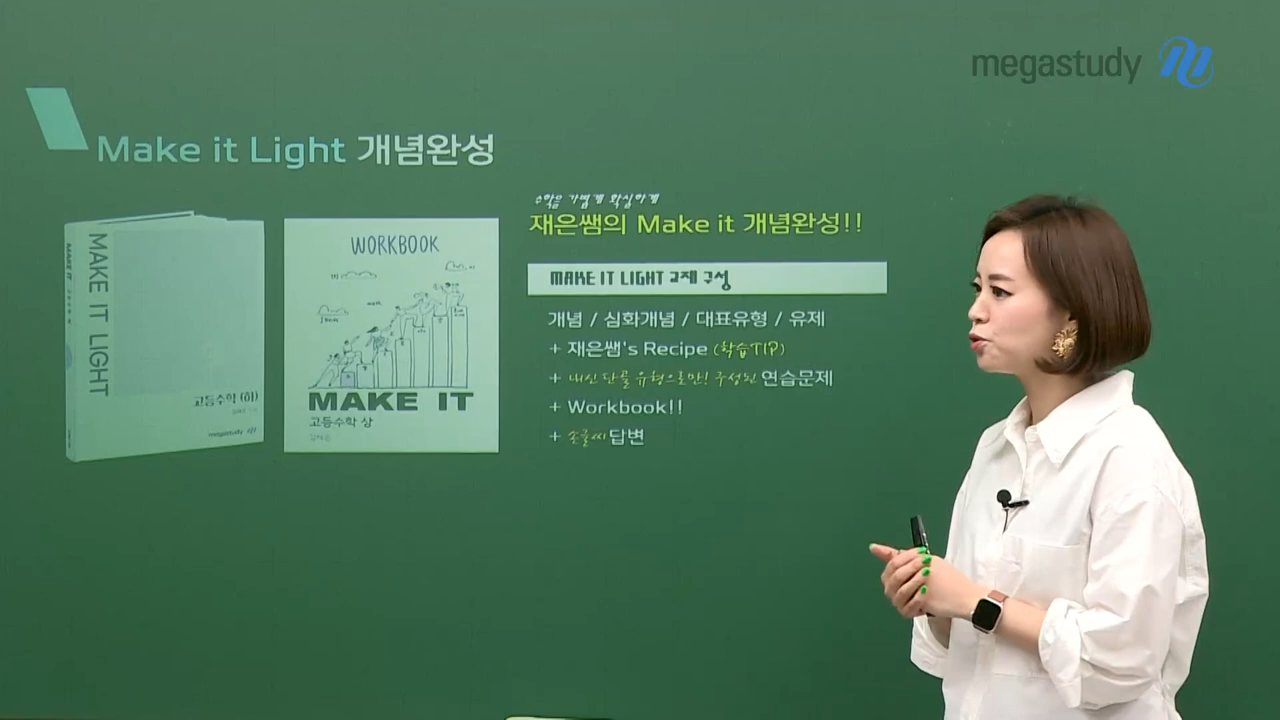 megastudy
Make it Light 개념완성
수학을 가볍게 확실하게
재은쌤의 Make it 개념완성!!
MAKE IT LIGHT 교재 구성
개념 / 심화개념 / 대표유형 / 유제
+ 재은쌤's Recipe (학습TIP)
+ 내신 단골 유형으로만! 구성된 연습문제
+ Workbook!!
+ 손글씨 답변
MAKE IT LIGHT
고등수학 (하)
megastudy
WORKBOOK
MAKE IT
고등수학 상